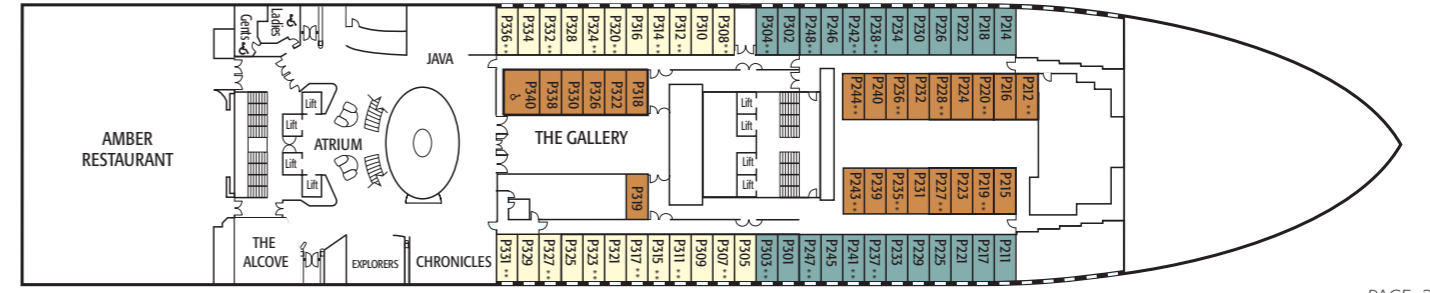 Gents
Ladies
JAVA
P336••
P334
P332••
P328
P324••
P320••
P316
P314••
P312••
P310
P308••
P304••
P302
P248••
P246
P242••
P238••
P234
P230
P226
P222
P218
P214
P340
P338
P330
P326
P322
P318
P244••
P240
P236••
P232
P228••
P224
P220••
P216
P212••
Lift
Lift
Lift
Lift
AMBER
RESTAURANT
ATRIUM
THE GALLERY
Lift
Lift
Lift
Lift
P319
P243••
P239
P235••
P231
P227••
P223
P219••
P215
THE
ALCOVE
EXPLORERS
CHRONICLES
P331••
P329
P327••
P325
P323••
P321
P317••
P315••
P311••
P309
P307••
P305
P303••
P301
P247••
P245
P241••
P237••
P233
P229
P225
P221
P217
P211